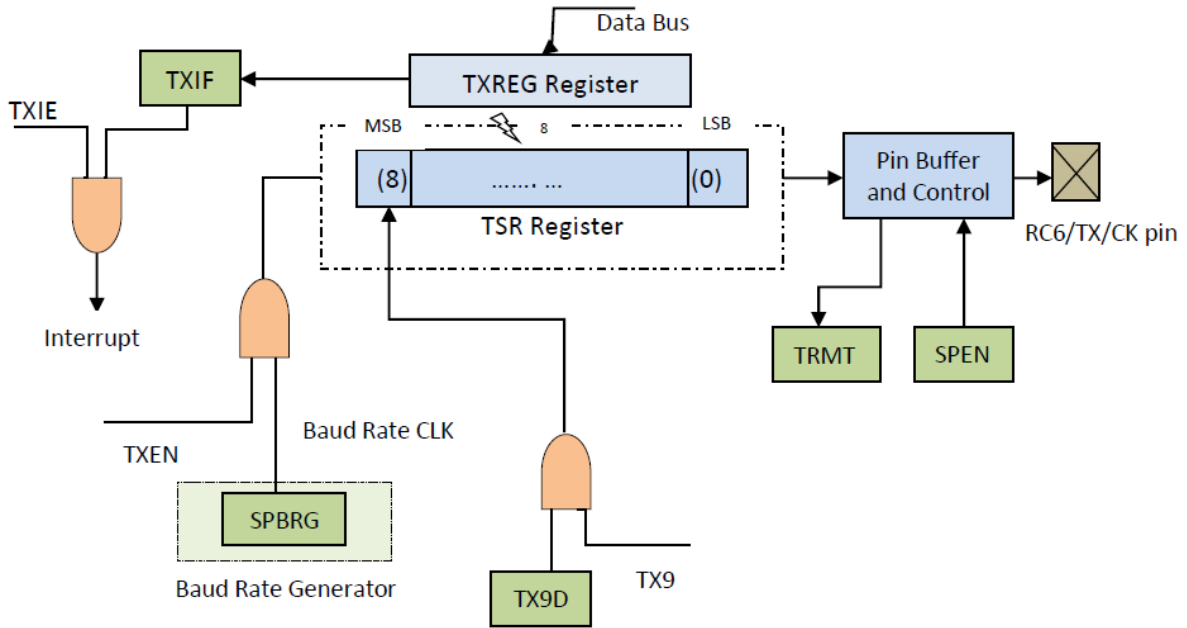 Data Bus
TXIF
TXREG Register
TXIE
MSB
8
LSB
(8)
……. …
(0)
Pin Buffer
and Control
TSR Register
RC6/TX/CK pin
Interrupt
TRMT
SPEN
Baud Rate CLK
TXEN
SPBRG
Baud Rate Generator
TX9D
TX9